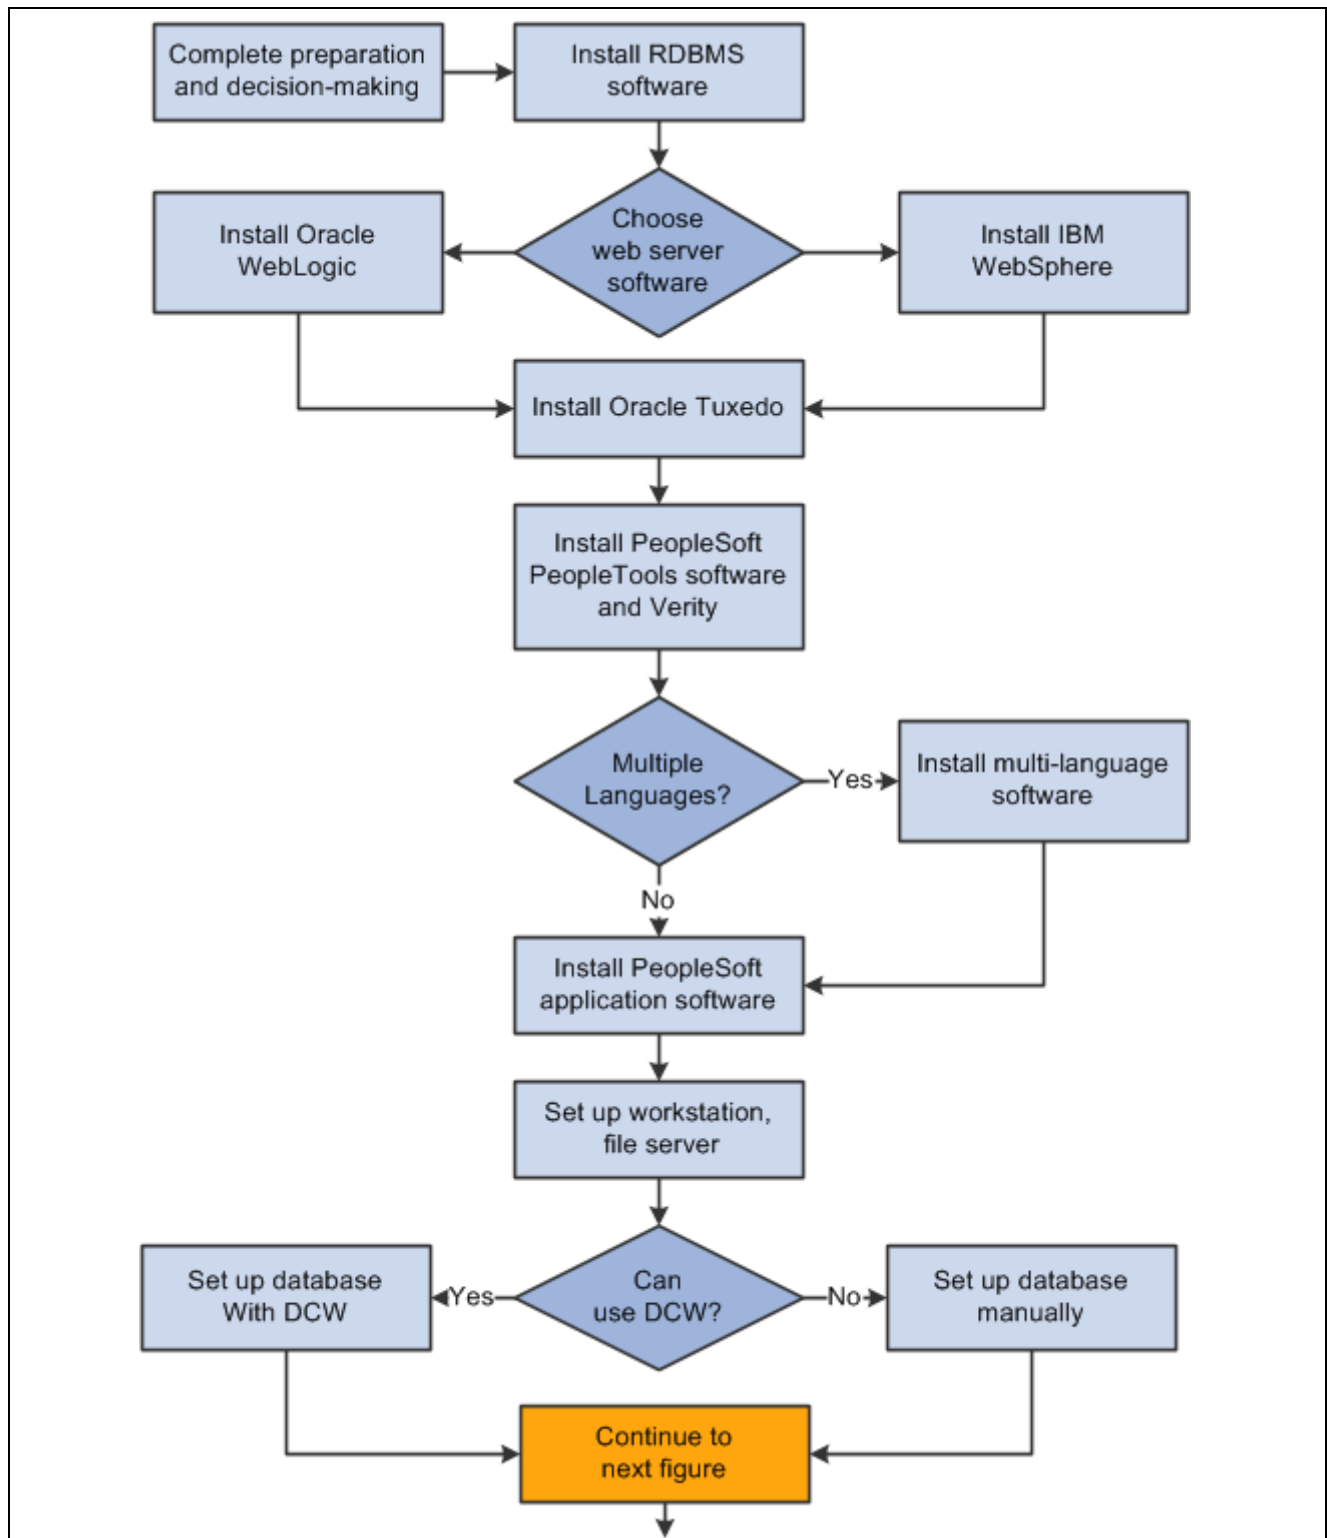 Complete preparation
and decision-making
Install RDBMS
software
Install Oracle
WebLogic
Choose
web server
software
Install IBM
WebSphere
Install Oracle Tuxedo
Install PeopleSoft
PeopleTools software
and Verity
Multiple
Languages?
Yes
Install multi-language
software
No
Install PeopleSoft
application software
Set up workstation,
file server
Set up database
With DCW
Yes
Can
use DCW?
No
Set up database
manually
Continue to
next figure